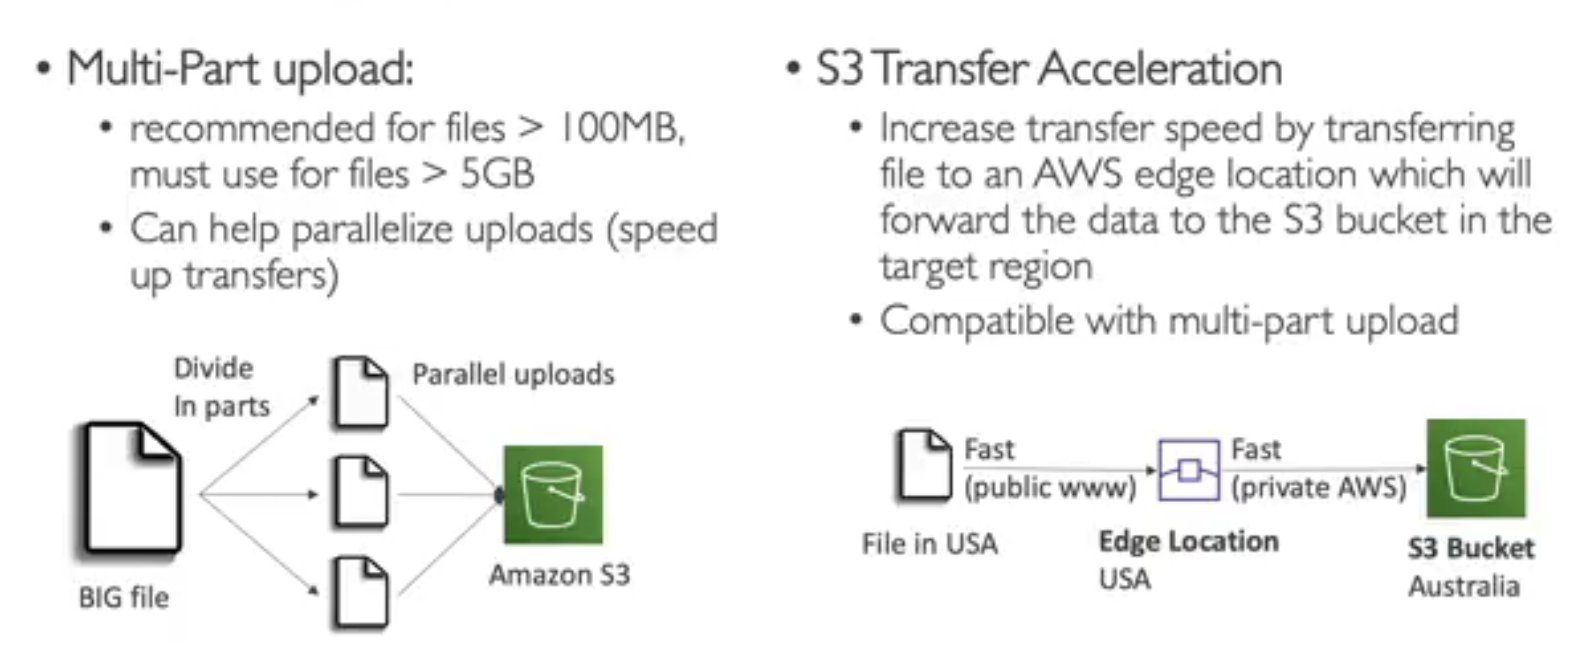 • Multi-Part upload:
• recommended for files > 100MB,
must use for files > 5GB
• Can help parallelize uploads (speed
up transfers)
Divide
In parts
Parallel uploads
BIG file
Amazon S3
• S3 Transfer Acceleration
• Increase transfer speed by transferring
file to an AWS edge location which will
forward the data to the S3 bucket in the
target region
• Compatible with multi-part upload
Fast
(public www)
Fast
(private AWS)
File in USA
Edge Location
USA
S3 Bucket
Australia